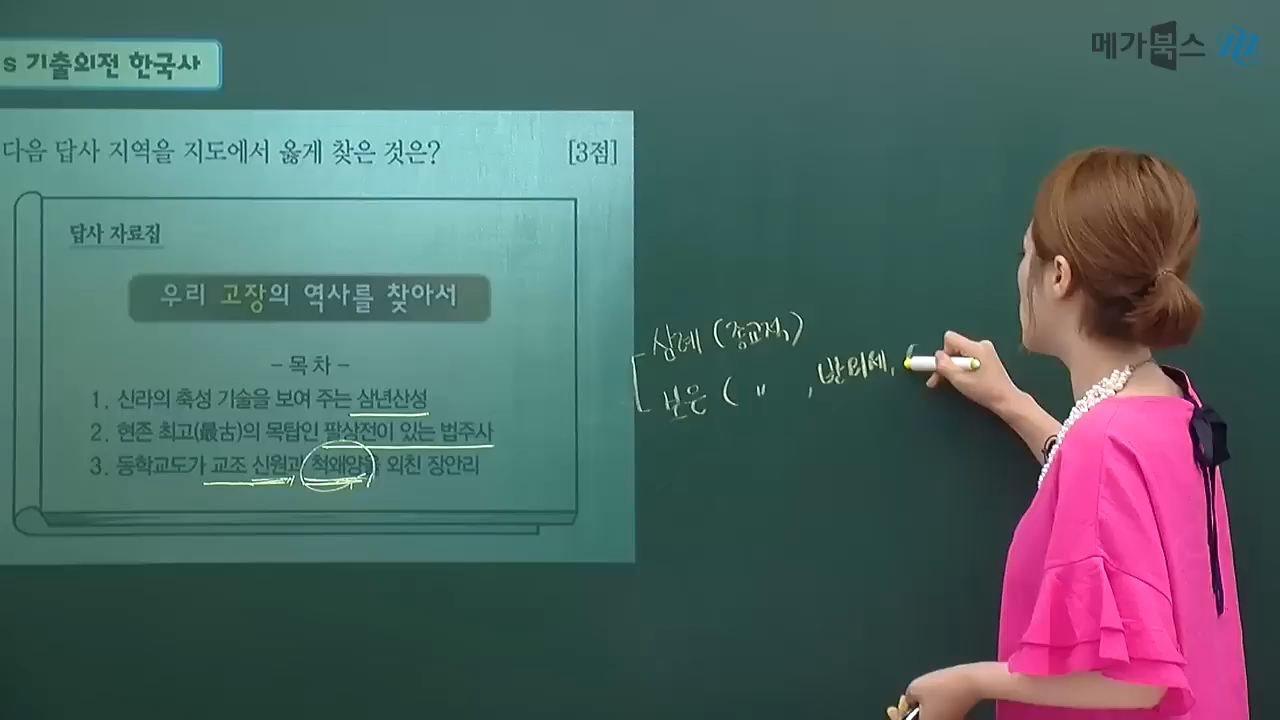 메가북스
s 기출외전 한국사
다음 답사 지역을 지도에서 옳게 찾은 것은? [3점]
답사 자료집
우리 고장의 역사를 찾아서
- 목 차 -
1. 신라의 축성 기술을 보여 주는 삼년산성
2. 현존 최고(最古)의 목탑인 팔상전이 있는 법주사
3. 동학교도가 교조 신원과 척왜양을 외친 장안리
삼례 (종교적)
보은 ( 〃 , 반외세,